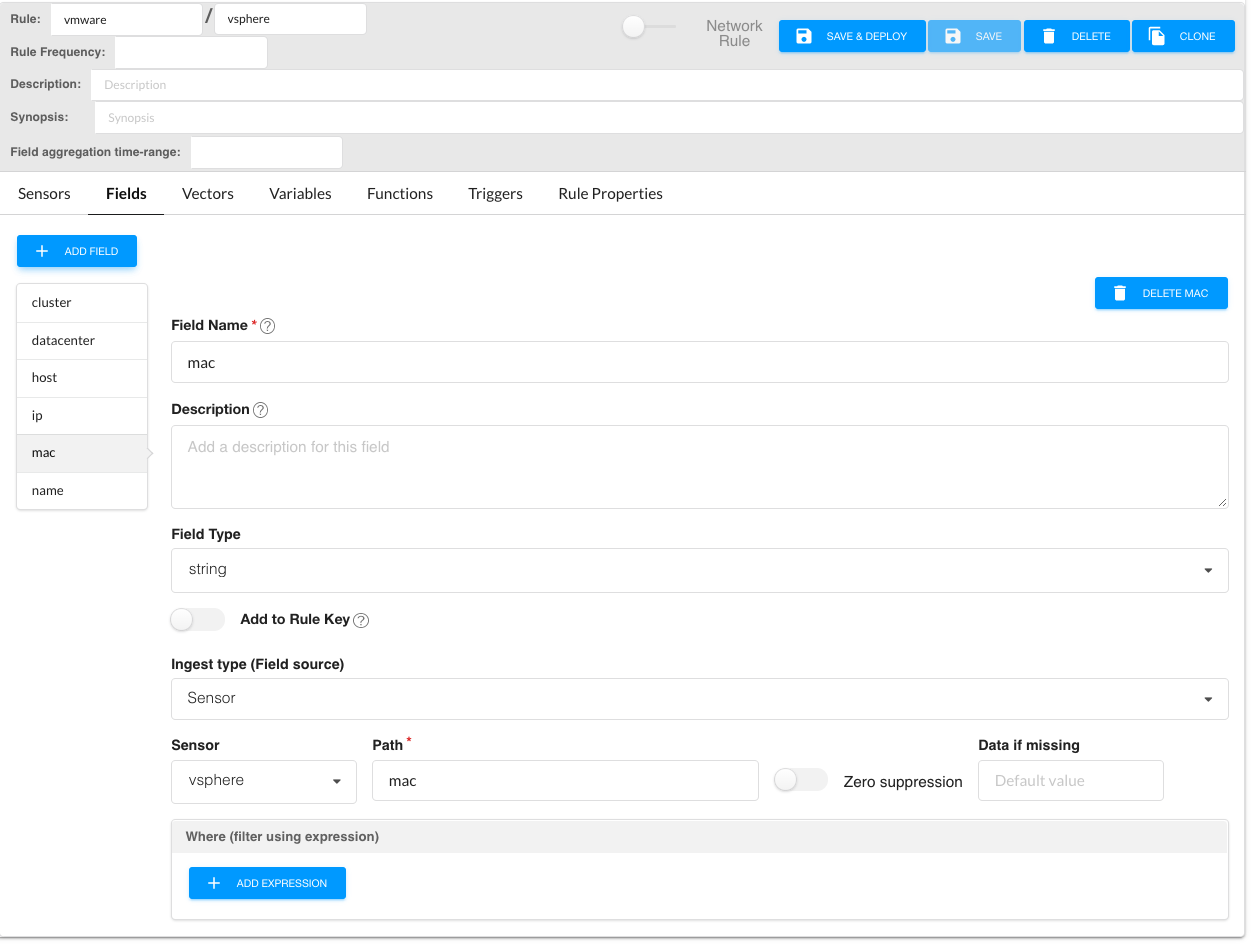 Rule: vmware / vsphere Network Rule SAVE & DEPLOY SAVE DELETE CLONE
Rule Frequency:
Description: Description
Synopsis: Synopsis
Field aggregation time-range:
Sensors Fields Vectors Variables Functions Triggers Rule Properties
ADD FIELD
cluster
datacenter
host
ip
mac
name
DELETE MAC
Field Name * ?
mac
Description ?
Add a description for this field
Field Type
string
Add to Rule Key ?
Ingest type (Field source)
Sensor
Sensor Path * Data if missing
vsphere mac Zero suppression Default value
Where (filter using expression)
ADD EXPRESSION